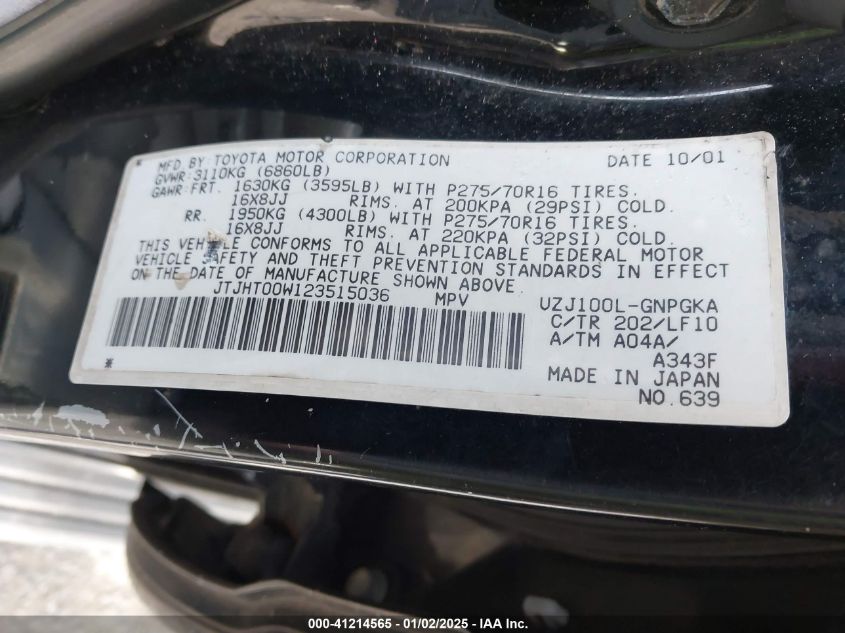 * MFD BY: TOYOTA MOTOR CORPORATION DATE 10/01
GVWR: 3110KG (6860LB)
GAWR: FRT. 1630KG (3595LB) WITH P275/70R16 TIRES.
16X8JJ RIMS. AT 200KPA (29PSI) COLD.
RR. 1950KG (4300LB) WITH P275/70R16 TIRES.
16X8JJ RIMS. AT 220KPA (32PSI) COLD.
THIS VEHICLE CONFORMS TO ALL APPLICABLE FEDERAL MOTOR
VEHICLE SAFETY AND THEFT PREVENTION STANDARDS IN EFFECT
ON THE DATE OF MANUFACTURE SHOWN ABOVE.
JTJHT00W123515036 MPV UZJ100L-GNPGKA
C/TR 202/LF10
* A/TM A04A/
A343F
MADE IN JAPAN
NO. 639
000-41214565 - 01/02/2025 - IAA Inc.